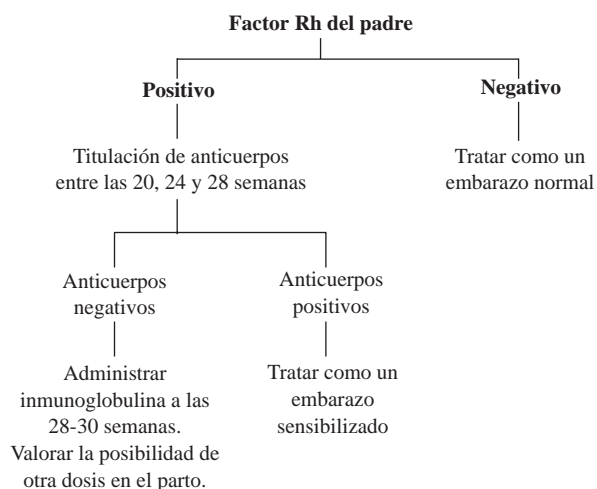 Factor Rh del padre
Positivo
Negativo
Titulación de anticuerpos
entre las 20, 24 y 28 semanas
Tratar como un
embarazo normal
Anticuerpos
negativos
Anticuerpos
positivos
Administrar
inmunoglobulina a las
28-30 semanas.
Valorar la posibilidad de
otra dosis en el parto.
Tratar como un
embarazo
sensibilizado